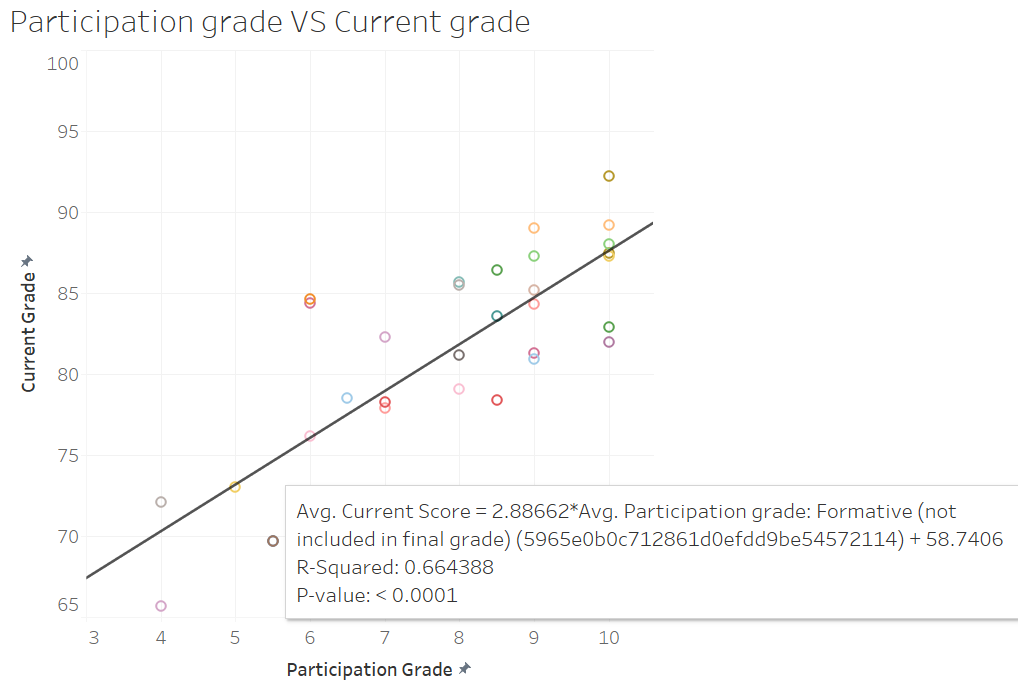 Participation grade VS Current grade
100
95
90
85
80
75
70
65
Current Grade
Avg. Current Score = 2.88662*Avg. Participation grade: Formative (not
included in final grade) (5965e0b0c712861d0efdd9be54572114) + 58.7406
R-Squared: 0.664388
P-value: < 0.0001
3 4 5 6 7 8 9 10
Participation Grade